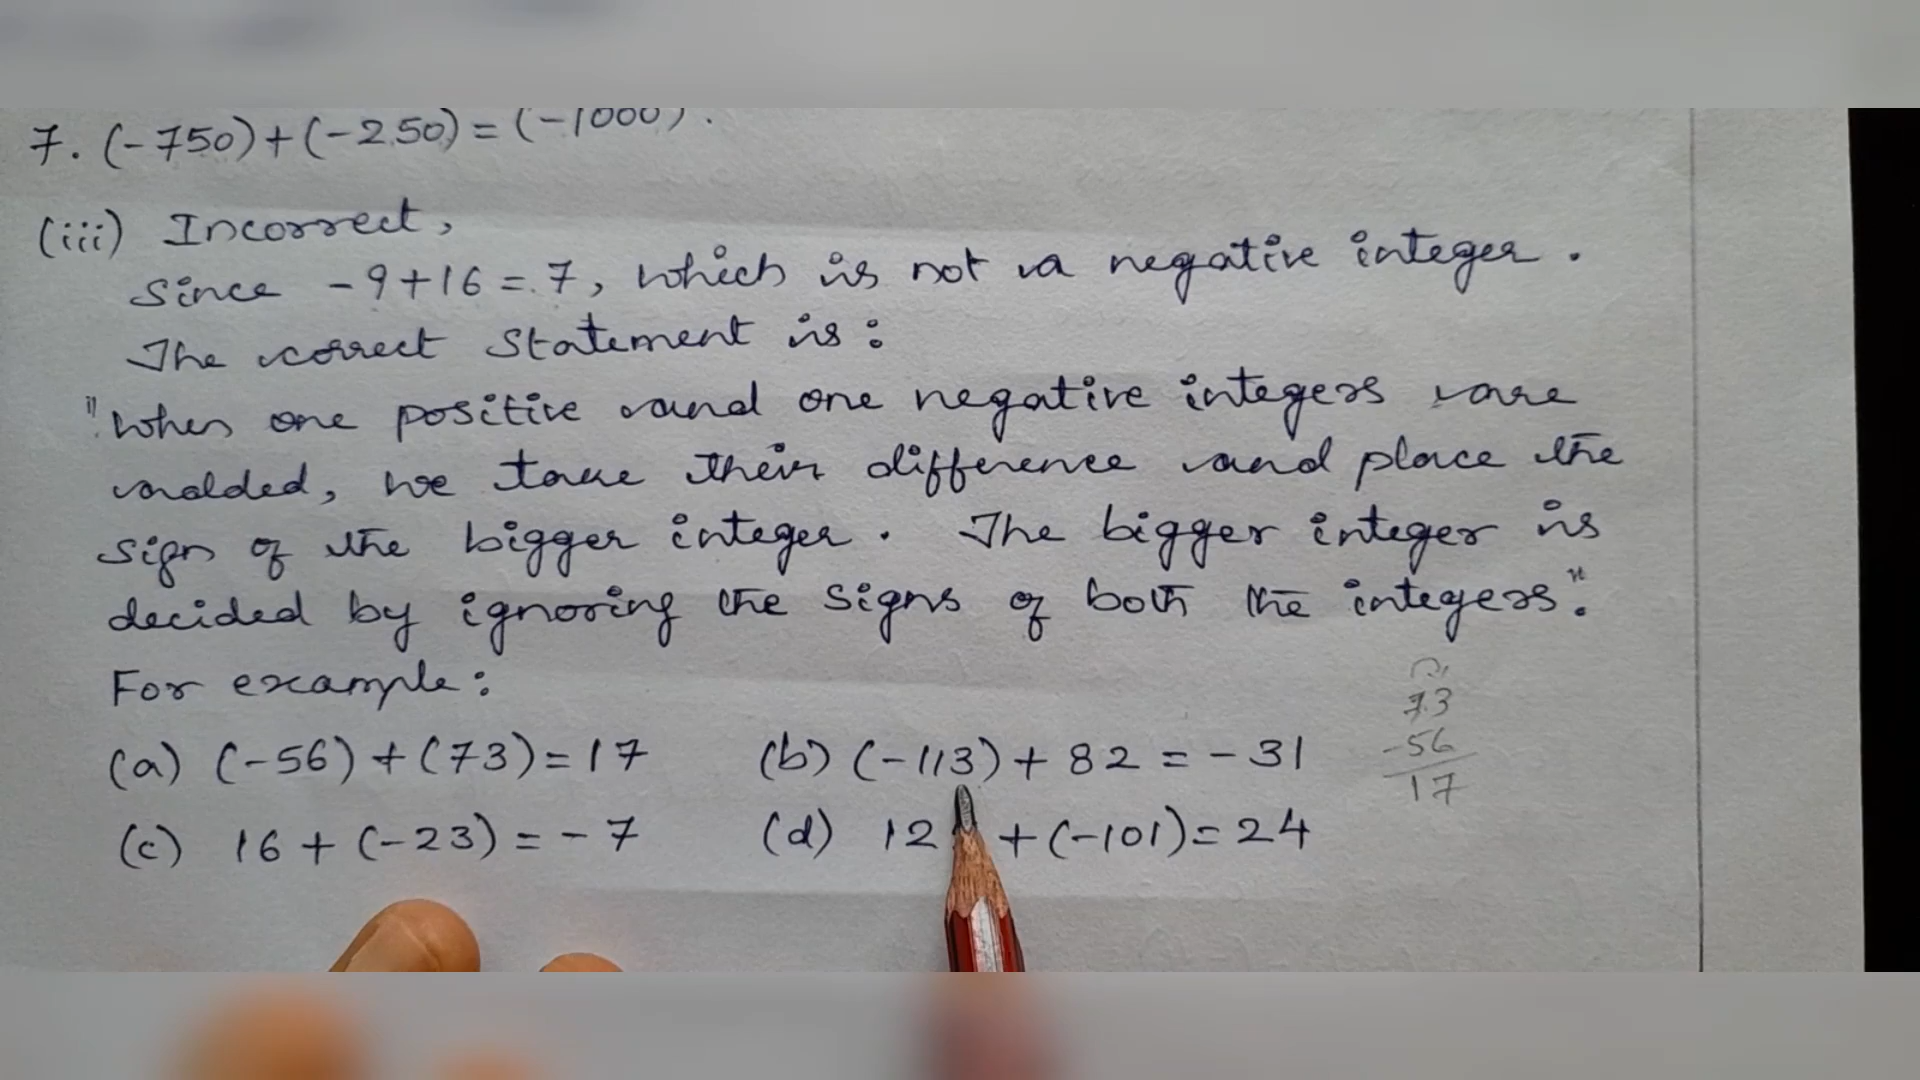 7. (-750)+(-250)=(-1000).
(iii) Incorrect,
Since -9+16=7, which is not a negative integer.
The correct statement is:
"When one positive and one negative integers are
added, we take their difference and place the
sign of the bigger integer. The bigger integer is
decided by ignoring the signs of both the integers".
For example:
(a) (-56)+(73)=17 (b) (-113)+82=-31
(c) 16+(-23)=-7 (d) 12 +(-101)=24
73
-56
17